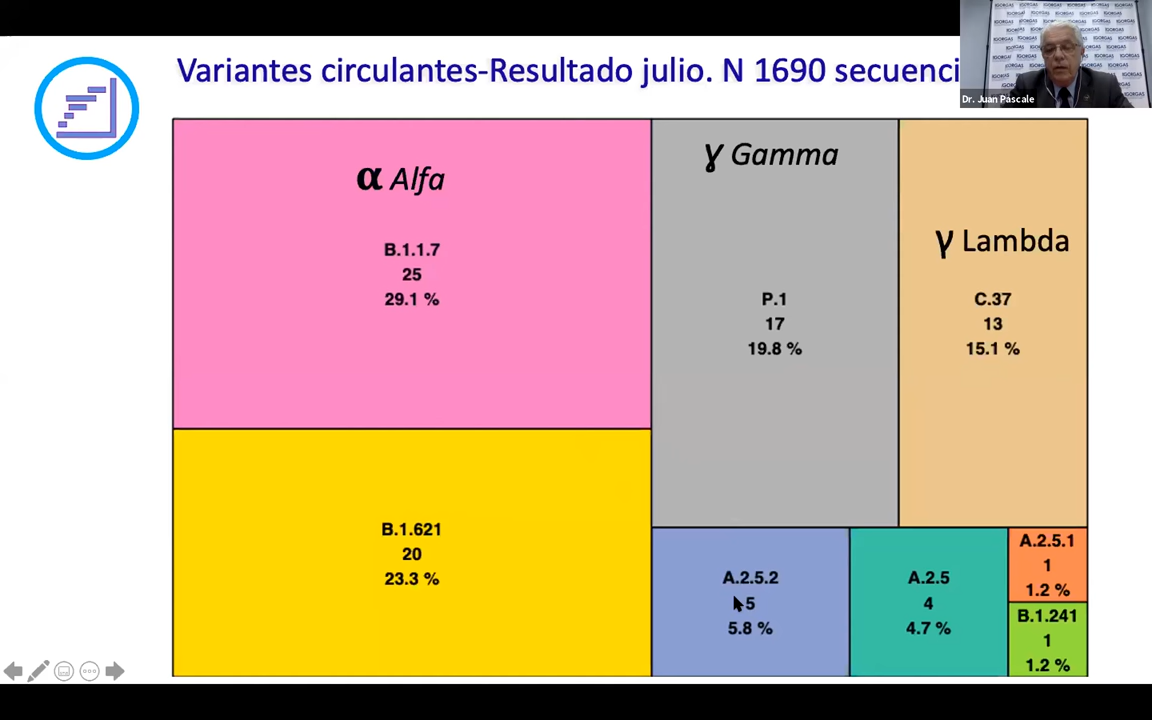 Variantes circulantes-Resultado julio. N 1690 secuenci
IGORGAS
Dr. Juan Pascale
α Alfa
B.1.1.7
25
29.1 %
ɣ Gamma
P.1
17
19.8 %
γ Lambda
C.37
13
15.1 %
B.1.621
20
23.3 %
A.2.5.2
5
5.8 %
A.2.5
4
4.7 %
A.2.5.1
1
1.2 %
B.1.241
1
1.2 %